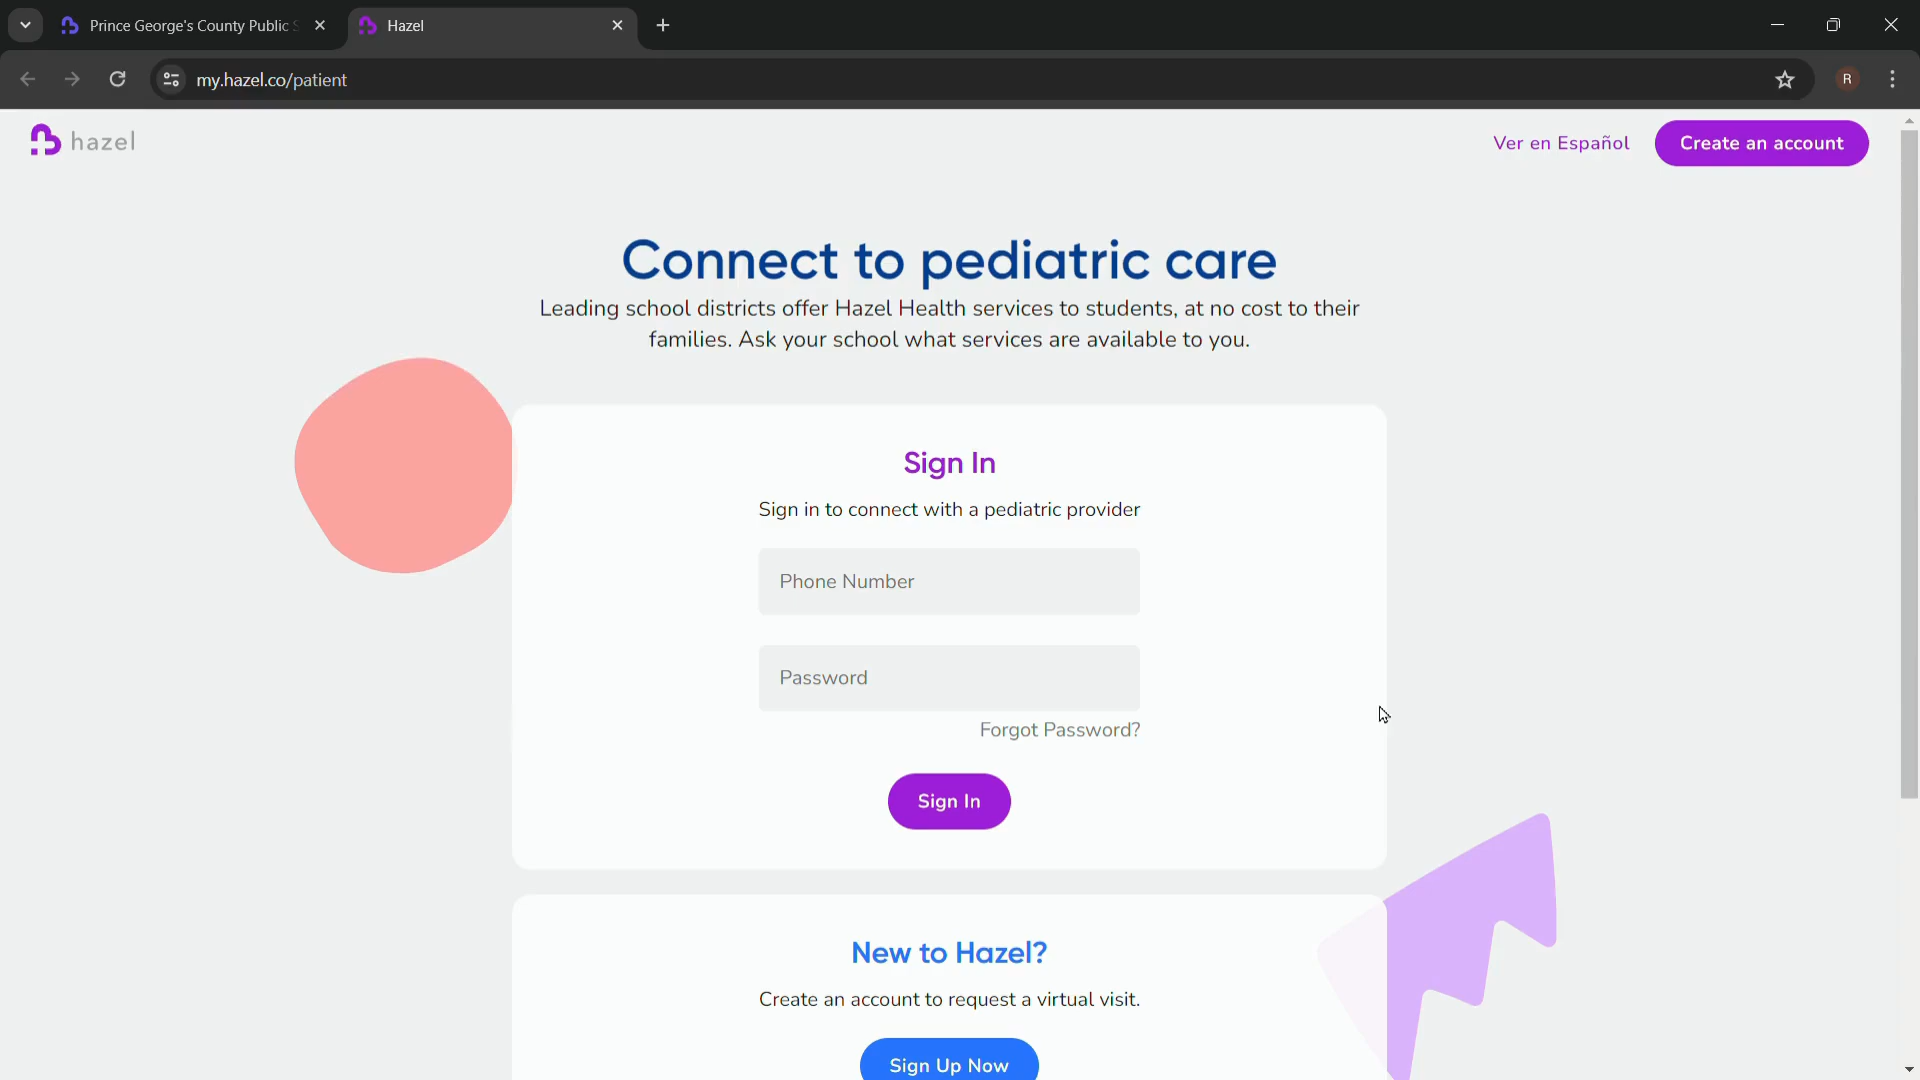 Prince George's County Public
Hazel
my.hazel.co/patient
R
hazel
Ver en Español
Create an account
Connect to pediatric care
Leading school districts offer Hazel Health services to students, at no cost to their
families. Ask your school what services are available to you.
Sign In
Sign in to connect with a pediatric provider
Phone Number
Password
Forgot Password?
Sign In
New to Hazel?
Create an account to request a virtual visit.
Sign Up Now